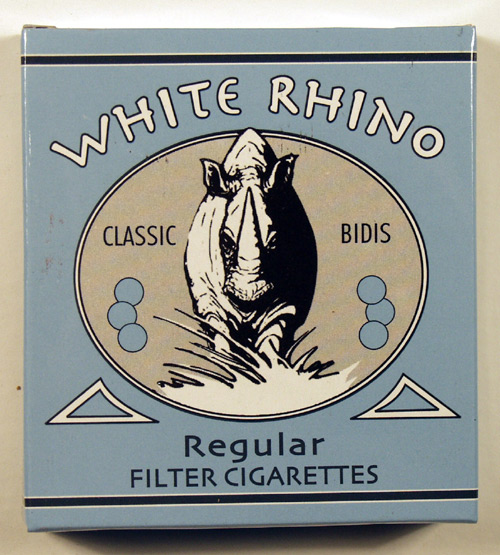 WHITE RHINO
CLASSIC BIDIS
Regular
FILTER CIGARETTES